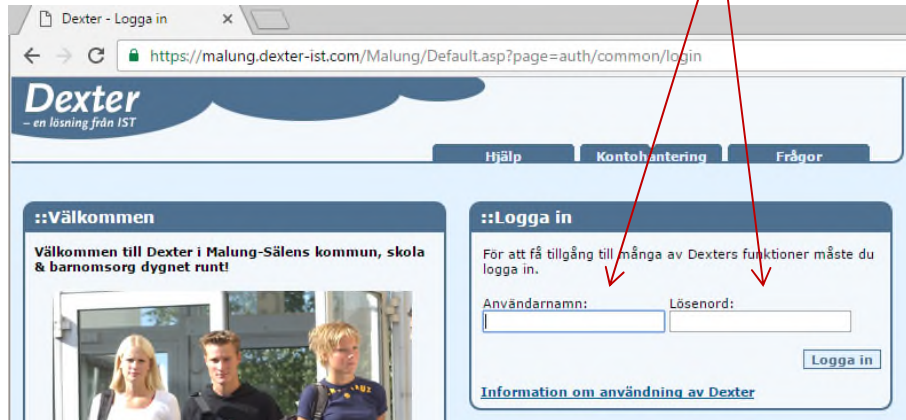 Dexter - Logga in
https://malung.dexter-ist.com/Malung/Default.asp?page=auth/common/login
Dexter
– en lösning från IST
Hjälp Kontohantering Frågor
::Välkommen
Välkommen till Dexter i Malung-Sälens kommun, skola
& barnomsorg dygnet runt!
::Logga in
För att få tillgång till många av Dexters funktioner måste du
logga in.
Användarnamn: Lösenord:
Logga in
Information om användning av Dexter